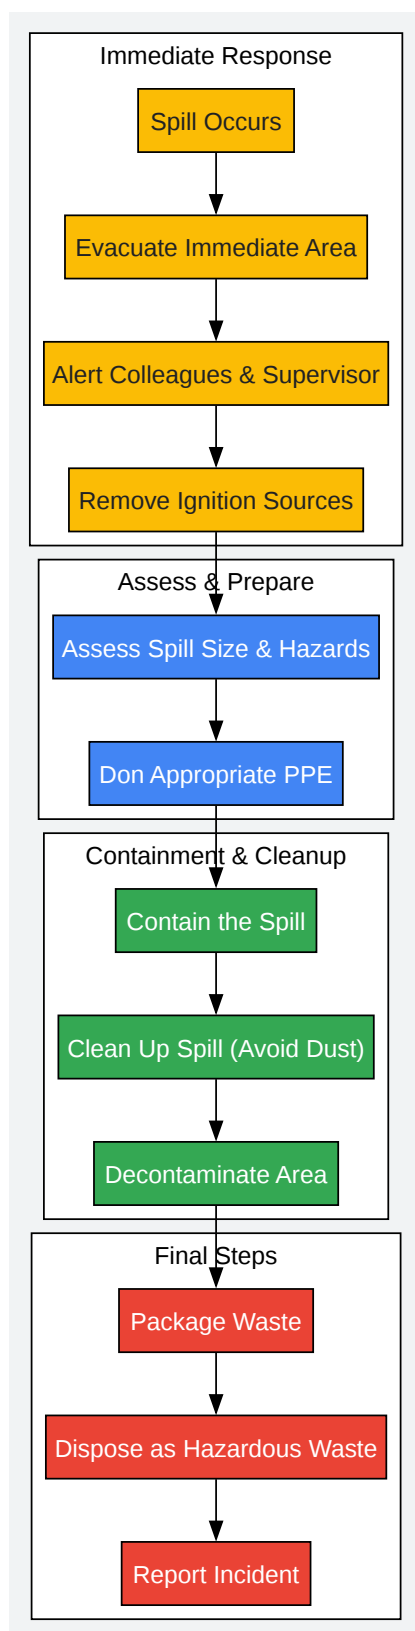 Immediate Response
Spill Occurs
Evacuate Immediate Area
Alert Colleagues & Supervisor
Remove Ignition Sources
Assess & Prepare
Assess Spill Size & Hazards
Don Appropriate PPE
Containment & Cleanup
Contain the Spill
Clean Up Spill (Avoid Dust)
Decontaminate Area
Final Steps
Package Waste
Dispose as Hazardous Waste
Report Incident